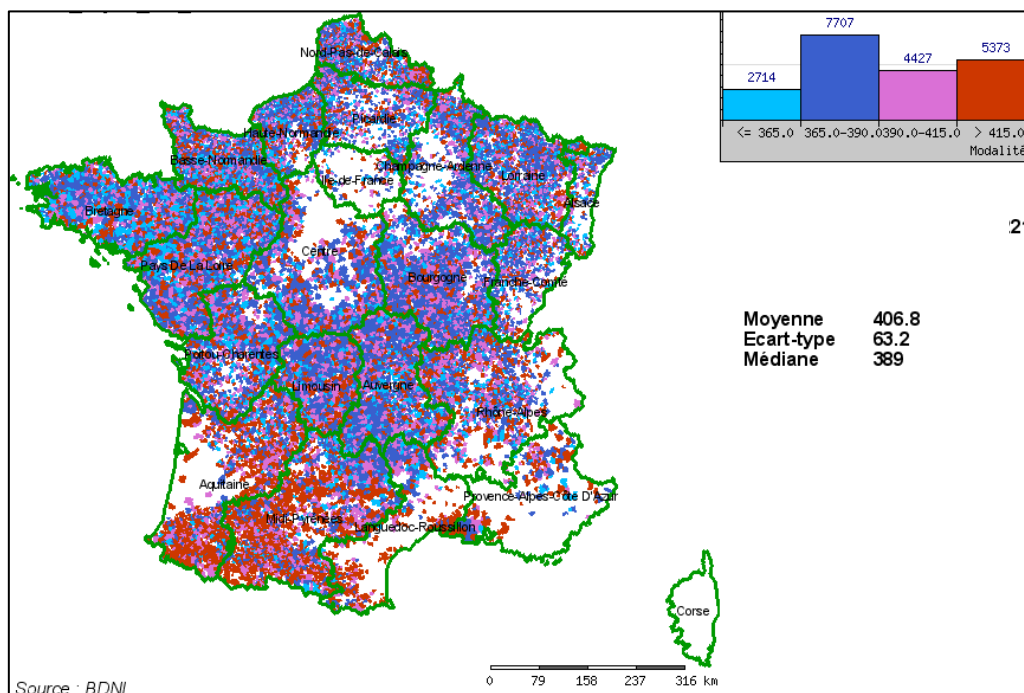 7707
5373
4427
2714
<= 365.0 365.0-390.0 390.0-415.0 > 415.0
Modalité
Nord-Pas-de-Calais
Picardie
Haute-Normandie
Basse-Normandie
Champagne-Ardenne
Ile-de-France
Lorraine
Alsace
Bretagne
Pays De La Loire
Centre
Bourgogne
Franche-Comté
Poitou-Charentes
Limousin
Auvergne
Rhône-Alpes
Aquitaine
Provence-Alpes-Côte D'Azur
Midi-Pyrénées
Languedoc-Roussillon
Corse
Moyenne 406.8
Ecart-type 63.2
Médiane 389
0 79 158 237 316 km
Source : BDNI